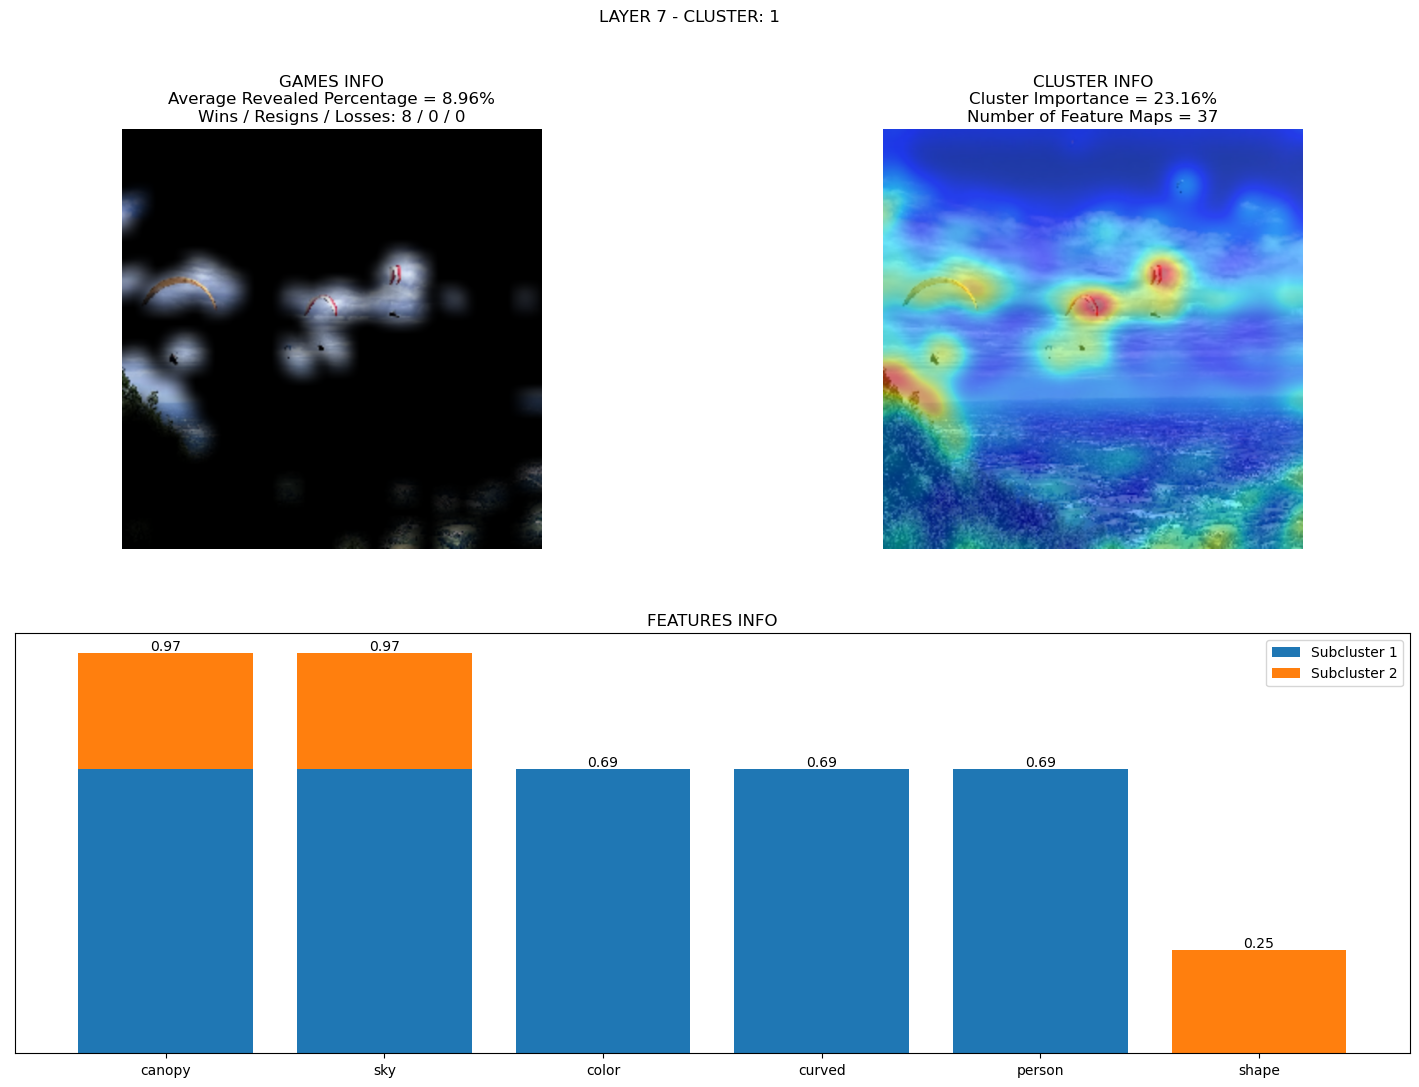 LAYER 7 - CLUSTER: 1
GAMES INFO
Average Revealed Percentage = 8.96%
Wins / Resigns / Losses: 8 / 0 / 0
CLUSTER INFO
Cluster Importance = 23.16%
Number of Feature Maps = 37
FEATURES INFO
0.97
0.97
0.69
0.69
0.69
0.25
Subcluster 1
Subcluster 2
canopy
sky
color
curved
person
shape